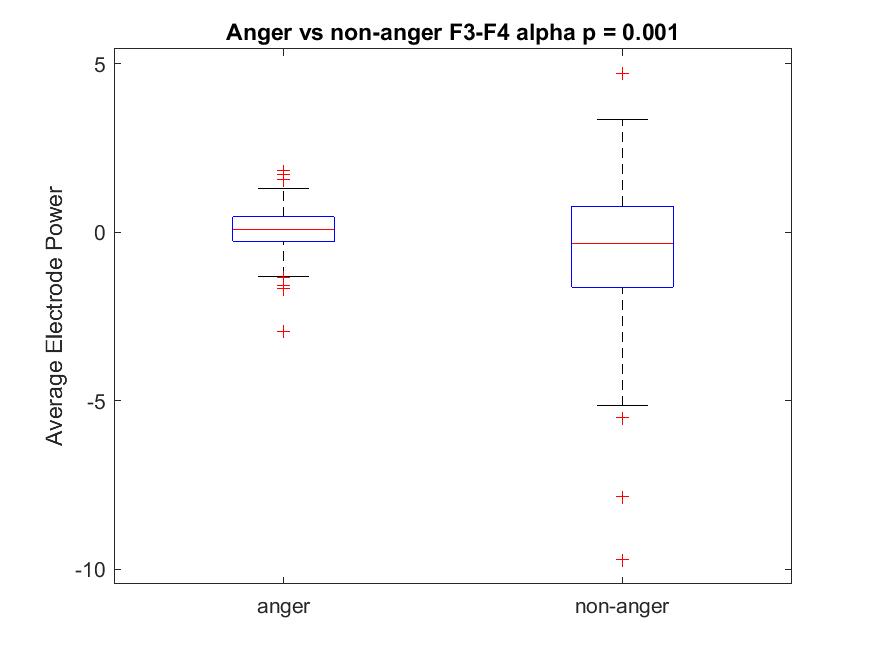 Anger vs non-anger F3-F4 alpha p = 0.001
Average Electrode Power
5
0
-5
-10
anger
non-anger